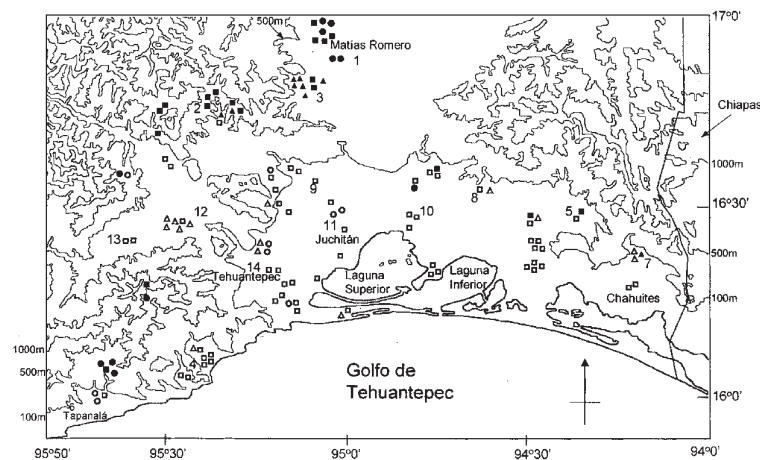 17°0'
500m
Matías Romero
1
3
Chiapas
1000m
9
8
5
16°30'
12
11
10
Juchitán
13
14
500m
7
Tehuantepec
Laguna
Superior
Laguna
Inferior
Chahuites
100m
1000m
4
500m
Golfo de
Tehuantepec
16°0'
Tapanalá
100m
95°50'
95°30'
95°0'
94°30'
94°0'